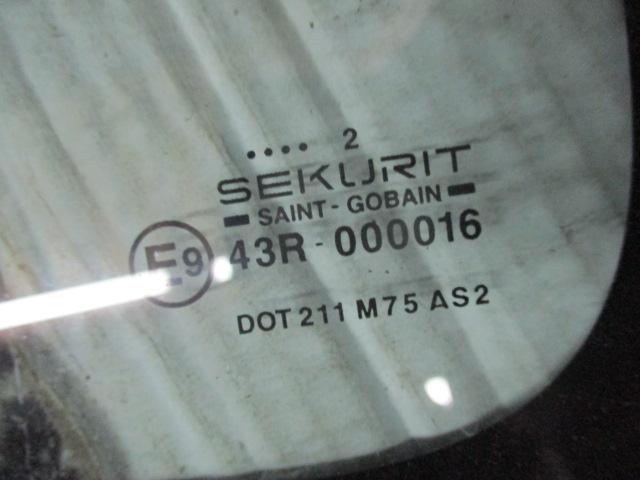 .... 2
SEKURIT
SAINT-GOBAIN
E9 43R-000016
DOT 211 M75 AS2